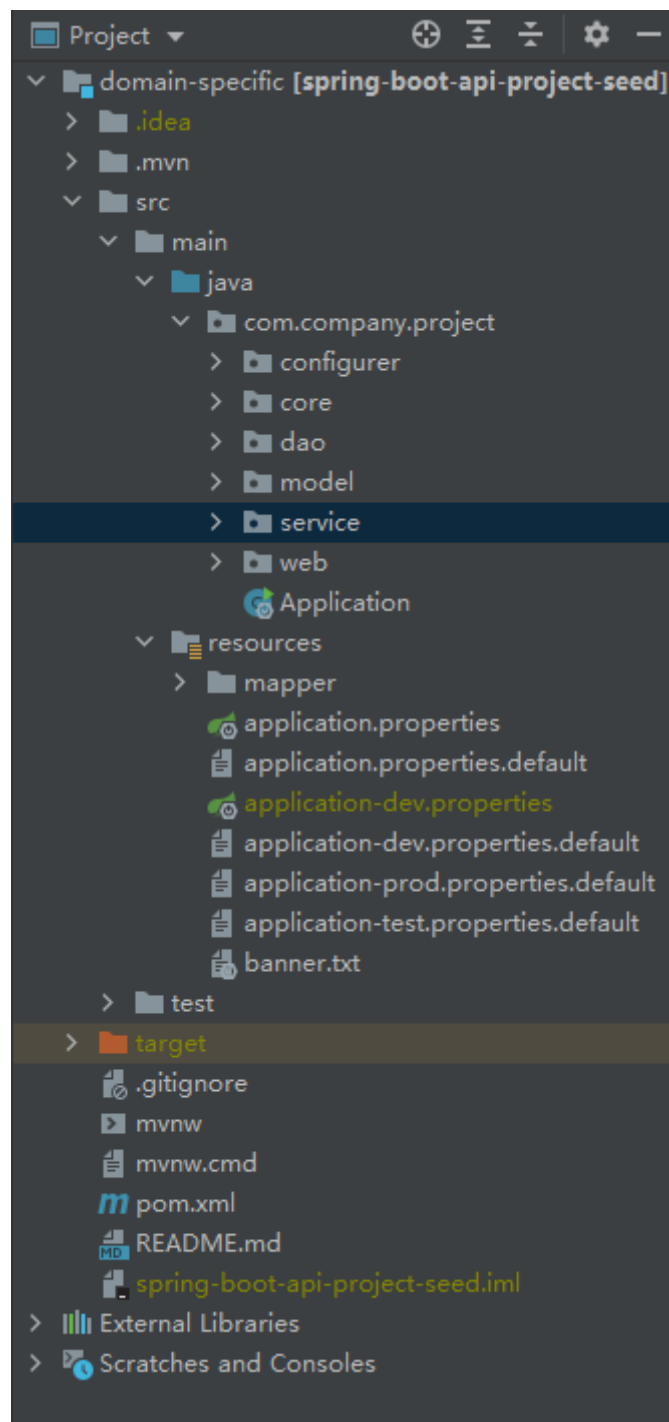 Project
domain-specific [spring-boot-api-project-seed]
.idea
.mvn
src
main
java
com.company.project
configurer
core
dao
model
service
web
Application
resources
mapper
application.properties
application.properties.default
application-dev.properties
application-dev.properties.default
application-prod.properties.default
application-test.properties.default
banner.txt
test
target
.gitignore
mvnw
mvnw.cmd
pom.xml
README.md
spring-boot-api-project-seed.iml
External Libraries
Scratches and Consoles